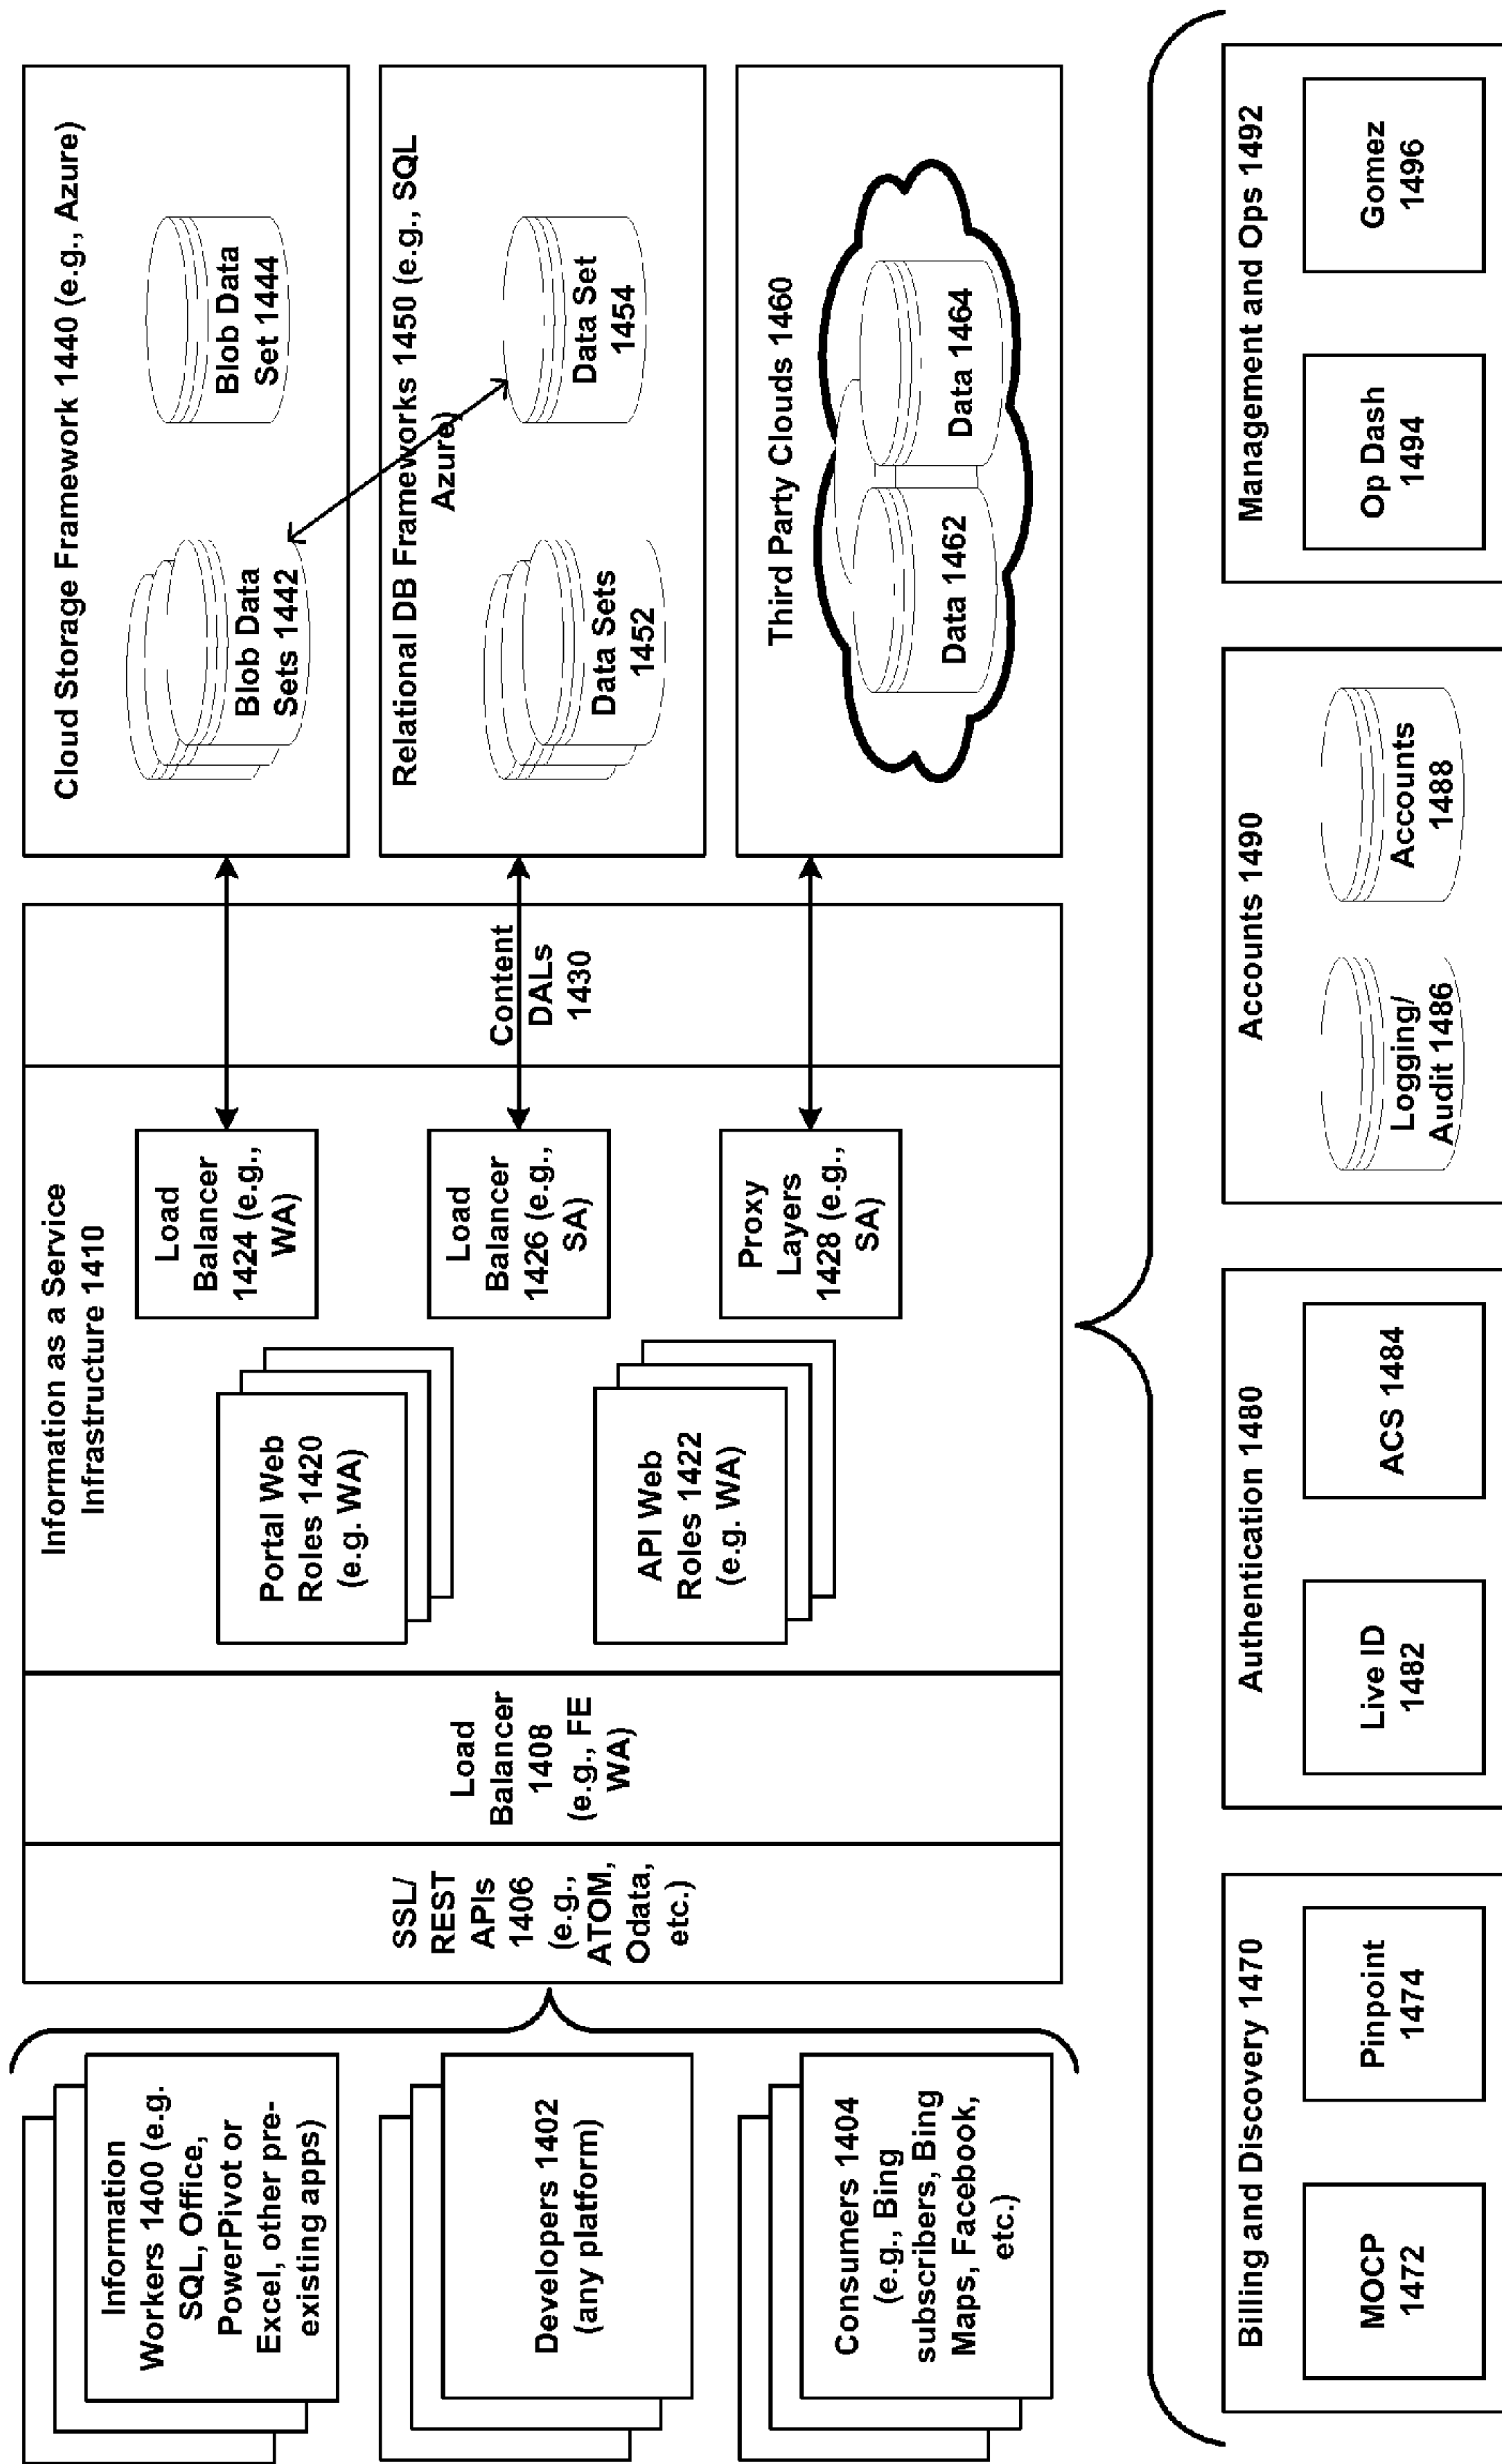 Information
Workers 1400 (e.g.
SQL, Office,
PowerPivot or
Excel, other pre-
existing apps)
Developers 1402
(any platform)
Consumers 1404
(e.g., Bing
subscribers, Bing
Maps, Facebook,
etc.)
SSL/
REST
APIs
1406
(e.g.,
ATOM,
Odata,
etc.)
Load
Balancer
1408
(e.g., FE
WA)
Information as a Service
Infrastructure 1410
Portal Web
Roles 1420
(e.g. WA)
API Web
Roles 1422
(e.g. WA)
Load
Balancer
1424 (e.g.,
WA)
Load
Balancer
1426 (e.g.,
SA)
Proxy
Layers
1428 (e.g.,
SA)
Content
DALs
1430
Cloud Storage Framework 1440 (e.g., Azure)
Blob Data
Sets 1442
Blob Data
Set 1444
Relational DB Frameworks 1450 (e.g., SQL
Azure)
Data Sets
1452
Data Set
1454
Third Party Clouds 1460
Data 1462
Data 1464
Billing and Discovery 1470
MOCP
1472
Pinpoint
1474
Authentication 1480
Live ID
1482
ACS 1484
Accounts 1490
Logging/
Audit 1486
Accounts
1488
Management and Ops 1492
Op Dash
1494
Gomez
1496